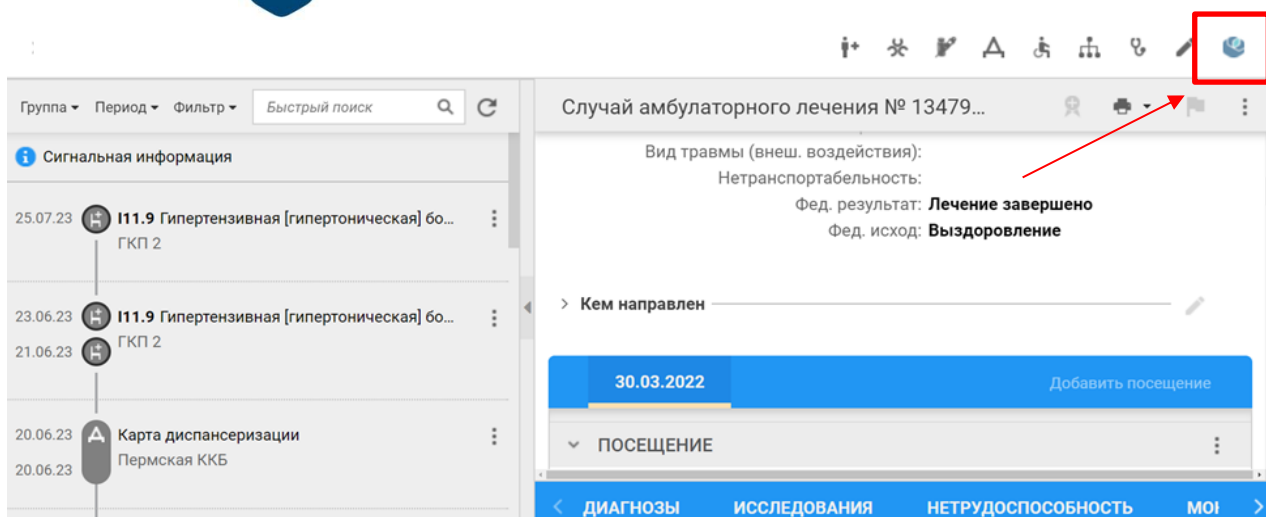 Группа Период Фильтр Быстрый поиск
Сигнальная информация
25.07.23 I11.9 Гипертензивная [гипертоническая] бо...
ГКП 2
23.06.23 I11.9 Гипертензивная [гипертоническая] бо...
21.06.23 ГКП 2
20.06.23 Карта диспансеризации
20.06.23 Пермская ККБ
Случай амбулаторного лечения № 13479...
Вид травмы (внеш. воздействия):
Нетранспортабельность:
Фед. результат: Лечение завершено
Фед. исход: Выздоровление
Кем направлен
30.03.2022 Добавить посещение
ПОСЕЩЕНИЕ
ДИАГНОЗЫ ИССЛЕДОВАНИЯ НЕТРУДОСПОСОБНОСТЬ